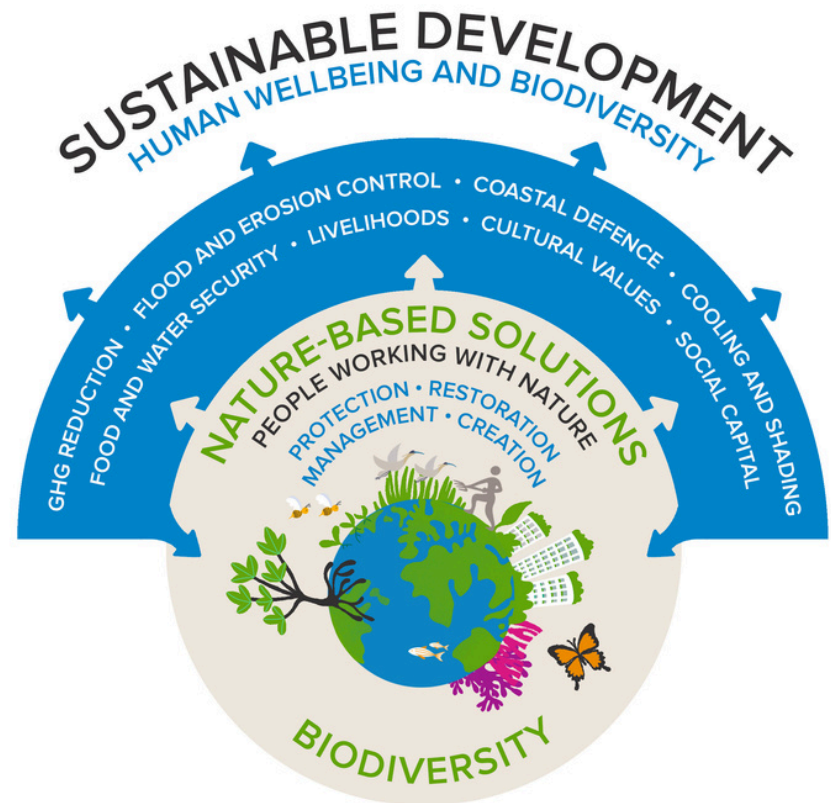 SUSTAINABLE DEVELOPMENT
HUMAN WELLBEING AND BIODIVERSITY
GHG REDUCTION • FLOOD AND EROSION CONTROL • COASTAL DEFENCE • COOLING AND SHADING
FOOD AND WATER SECURITY • LIVELIHOODS • CULTURAL VALUES • SOCIAL CAPITAL
NATURE-BASED SOLUTIONS
PEOPLE WORKING WITH NATURE
PROTECTION • RESTORATION
MANAGEMENT • CREATION
BIODIVERSITY